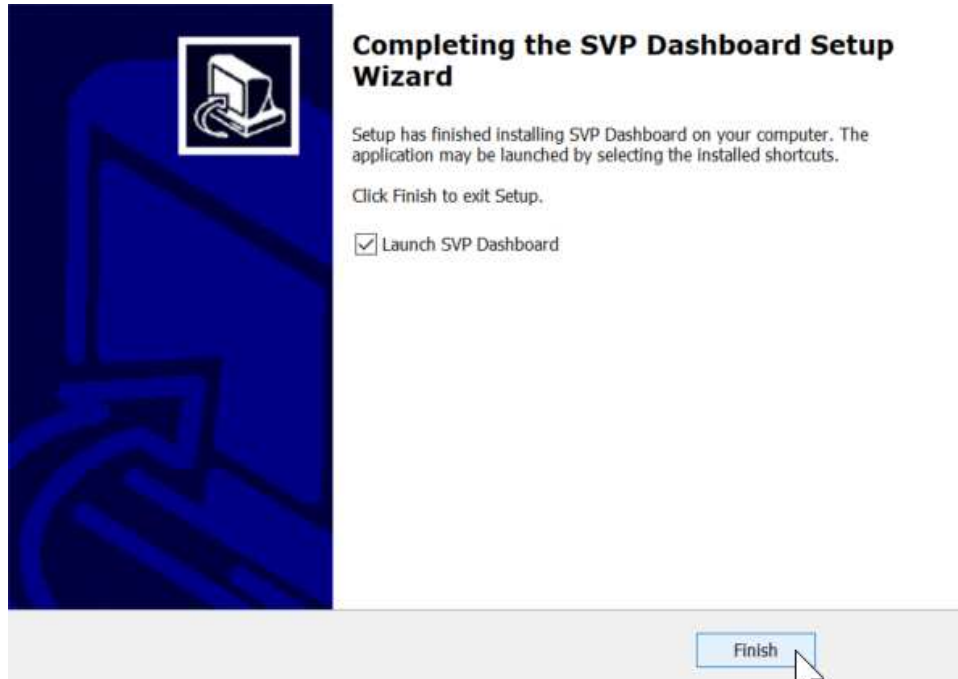 Completing the SVP Dashboard Setup
Wizard
Setup has finished installing SVP Dashboard on your computer. The
application may be launched by selecting the installed shortcuts.
Click Finish to exit Setup.
Launch SVP Dashboard
Finish